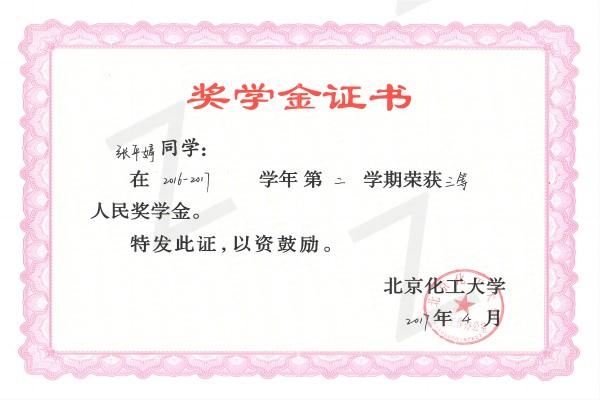 奖学金证书
张平婷同学：
在 2016-2017 学年 第 二 学期荣获三等
人民奖学金。
特发此证，以资鼓励。
北京化工大学
2017年 4 月